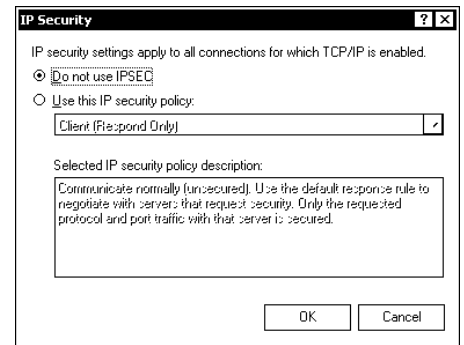 IP Security
IP security settings apply to all connections for which TCP/IP is enabled.
Do not use IPSEC
Use this IP security policy:
Client (Respond Only)
Selected IP security policy description:
Communicate normally (unsecured). Use the default response rule to
negotiate with servers that request security. Only the requested
protocol and port traffic with that server is secured.
OK
Cancel